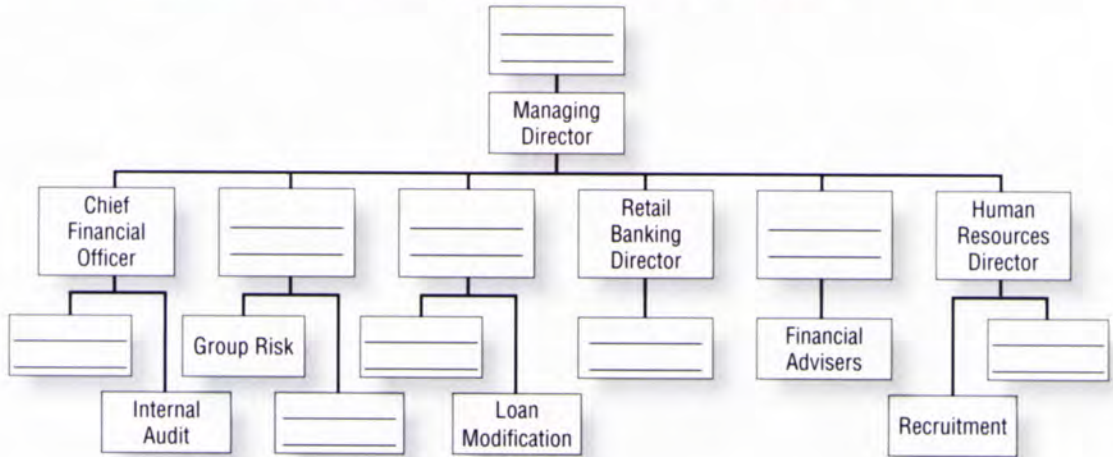 Managing
Director
Chief
Financial
Officer
Retail
Banking
Director
Human
Resources
Director
Group Risk
Financial
Advisers
Internal
Audit
Loan
Modification
Recruitment